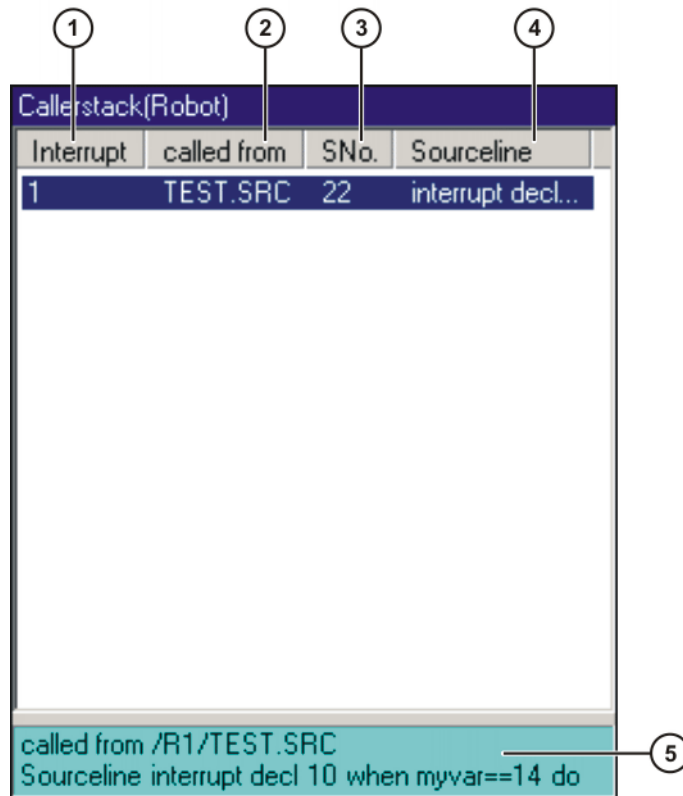 1 2 3 4
Callerstack(Robot)
Interrupt called from SNo. Sourceline
1 TEST.SRC 22 interrupt decl...
called from /R1/TEST.SRC
5
Sourceline interrupt decl 10 when myvar==14 do